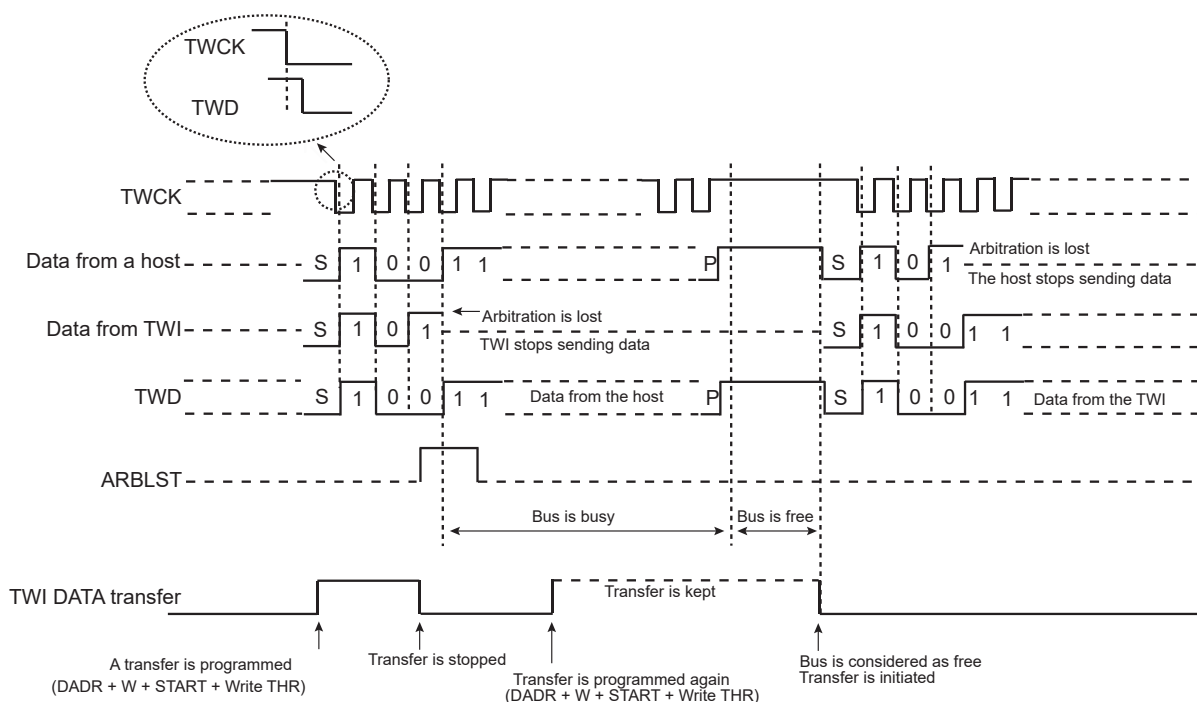 TWCK
TWD
TWCK
Data from a host S 1 0 0 1 1 P S 1 0 1 Arbitration is lost
The host stops sending data
Data from TWI S 1 0 1 Arbitration is lost S 1 0 0 1 1
TWI stops sending data
TWD S 1 0 0 1 1 Data from the host P S 1 0 0 1 1 Data from the TWI
ARBLST
Bus is busy Bus is free
TWI DATA transfer Transfer is kept
A transfer is programmed
(DADR + W + START + Write THR)
Transfer is stopped
Transfer is programmed again
(DADR + W + START + Write THR)
Bus is considered as free
Transfer is initiated